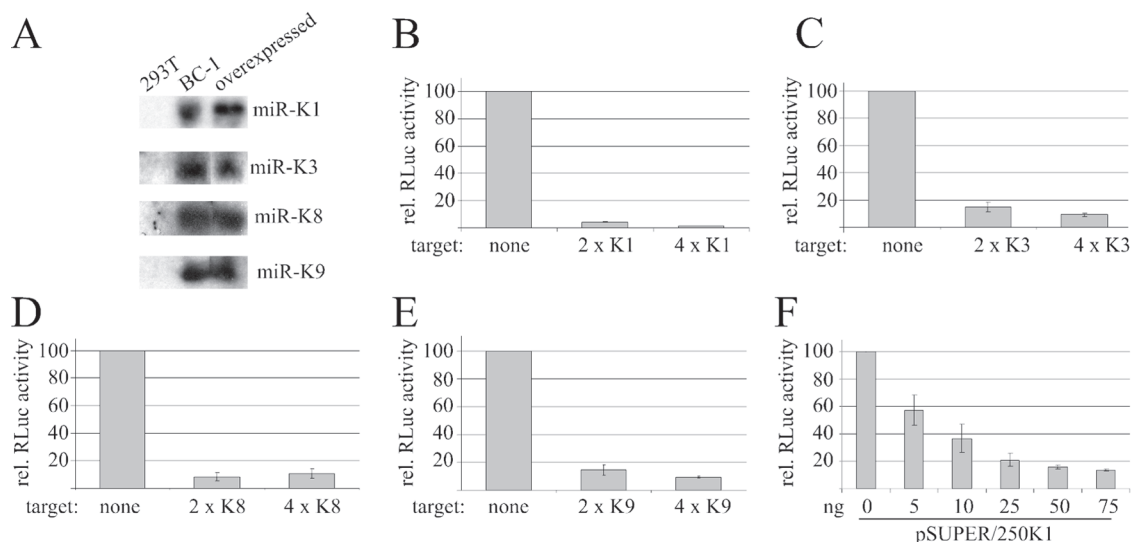 A
293T
BC-1
overexpressed
miR-K1
miR-K3
miR-K8
miR-K9
B
rel. RLuc activity
100
80
60
40
20
target: none 2 x K1 4 x K1
C
rel. RLuc activity
100
80
60
40
20
target: none 2 x K3 4 x K3
D
rel. RLuc activity
100
80
60
40
20
target: none 2 x K8 4 x K8
E
rel. RLuc activity
100
80
60
40
20
target: none 2 x K9 4 x K9
F
rel. RLuc activity
100
80
60
40
20
ng 0 5 10 25 50 75
pSUPER/250K1